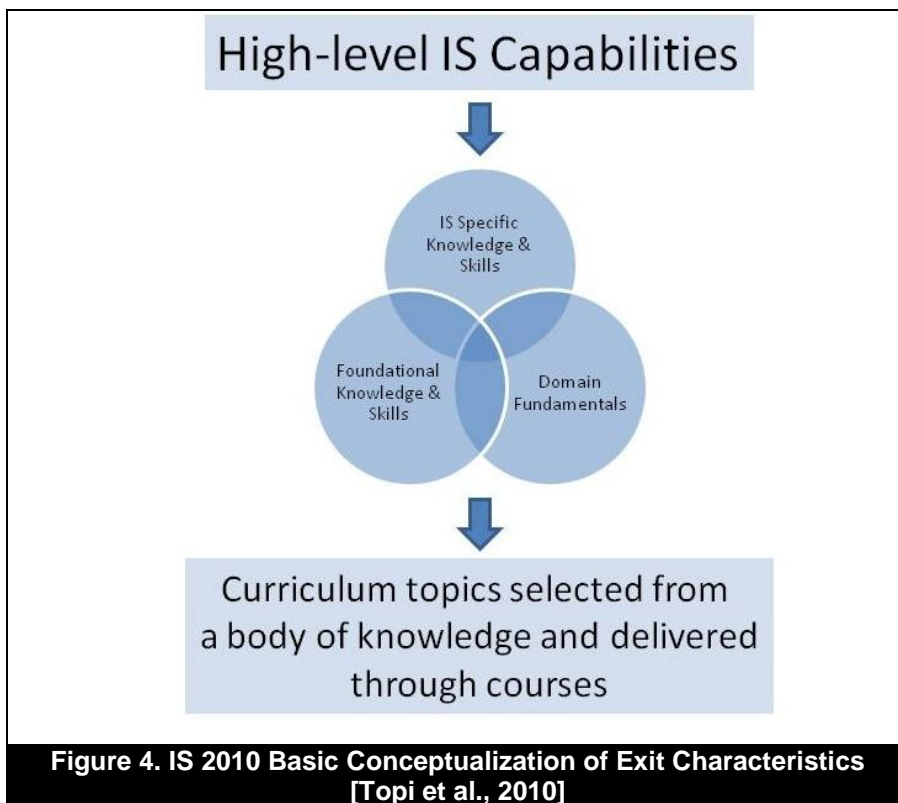 High-level IS Capabilities
IS Specific
Knowledge &
Skills
Foundational
Knowledge &
Skills
Domain
Fundamentals
Curriculum topics selected from
a body of knowledge and delivered
through courses
Figure 4. IS 2010 Basic Conceptualization of Exit Characteristics
[Topi et al., 2010]